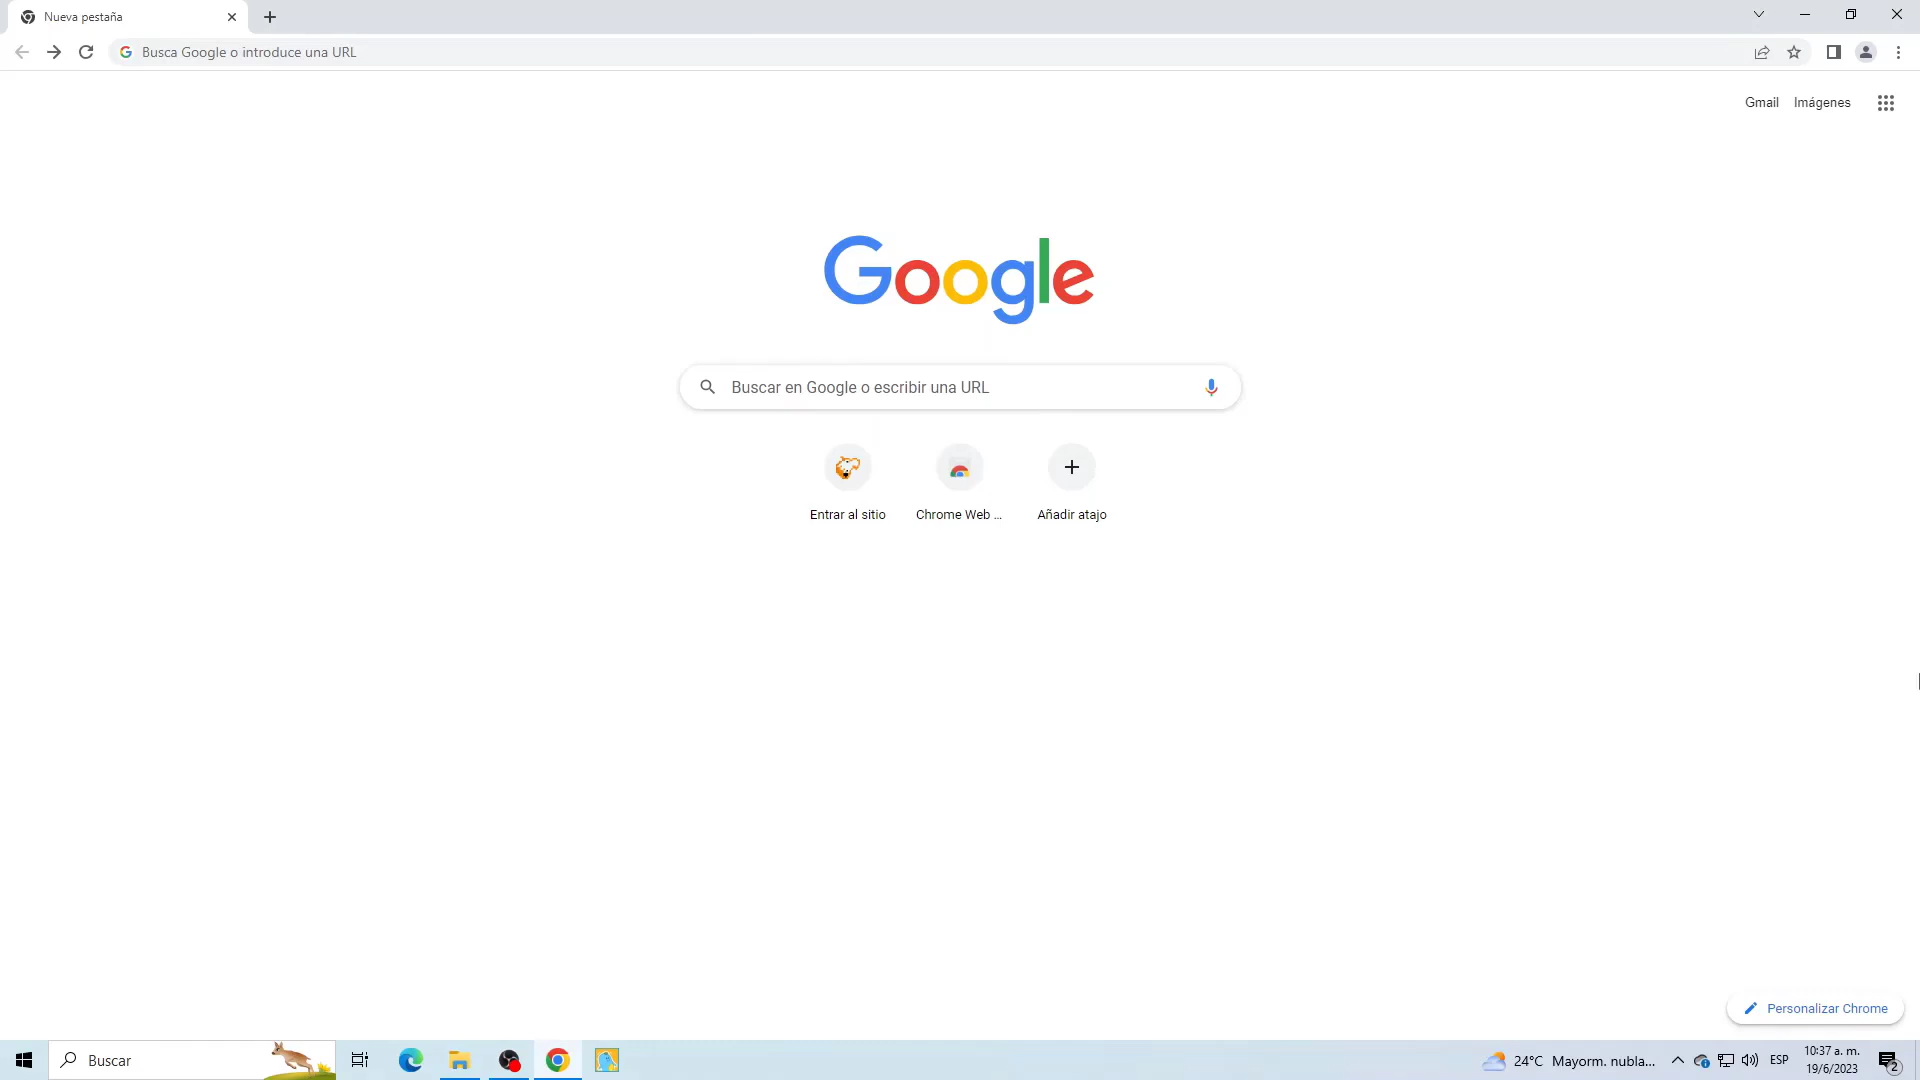 Nueva pestaña
Busca Google o introduce una URL
Gmail
Imágenes
Google
Buscar en Google o escribir una URL
Entrar al sitio
Chrome Web ...
Añadir atajo
Personalizar Chrome
Buscar
24°C Mayorm. nubla...
ESP
10:37 a. m.
19/6/2023
2